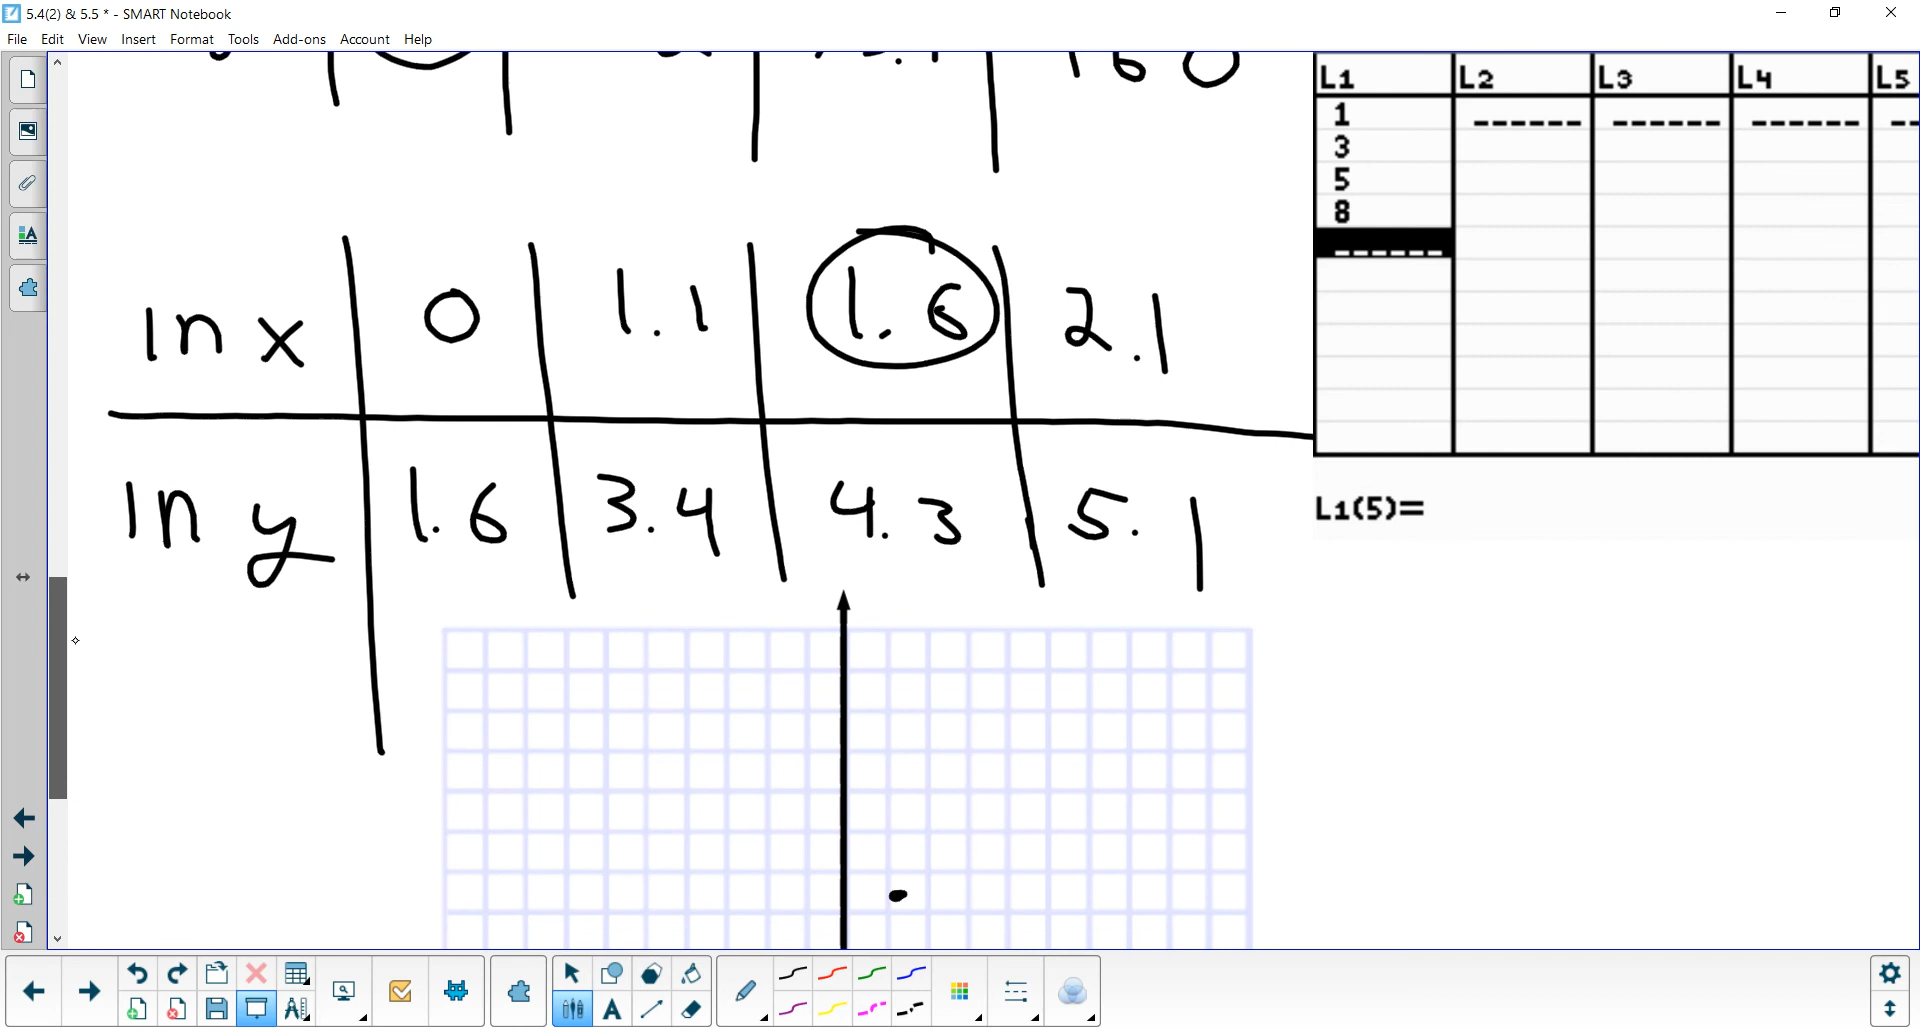 5.4(2) & 5.5 * - SMART Notebook
File Edit View Insert Format Tools Add-ons Account Help
160
L1 L2 L3 L4 L5
1 ------ ------ ------ --
3
5
8
------
L1(5)=
ln x 0 1.1 1.6 2.1
ln y 1.6 3.4 4.3 5.1